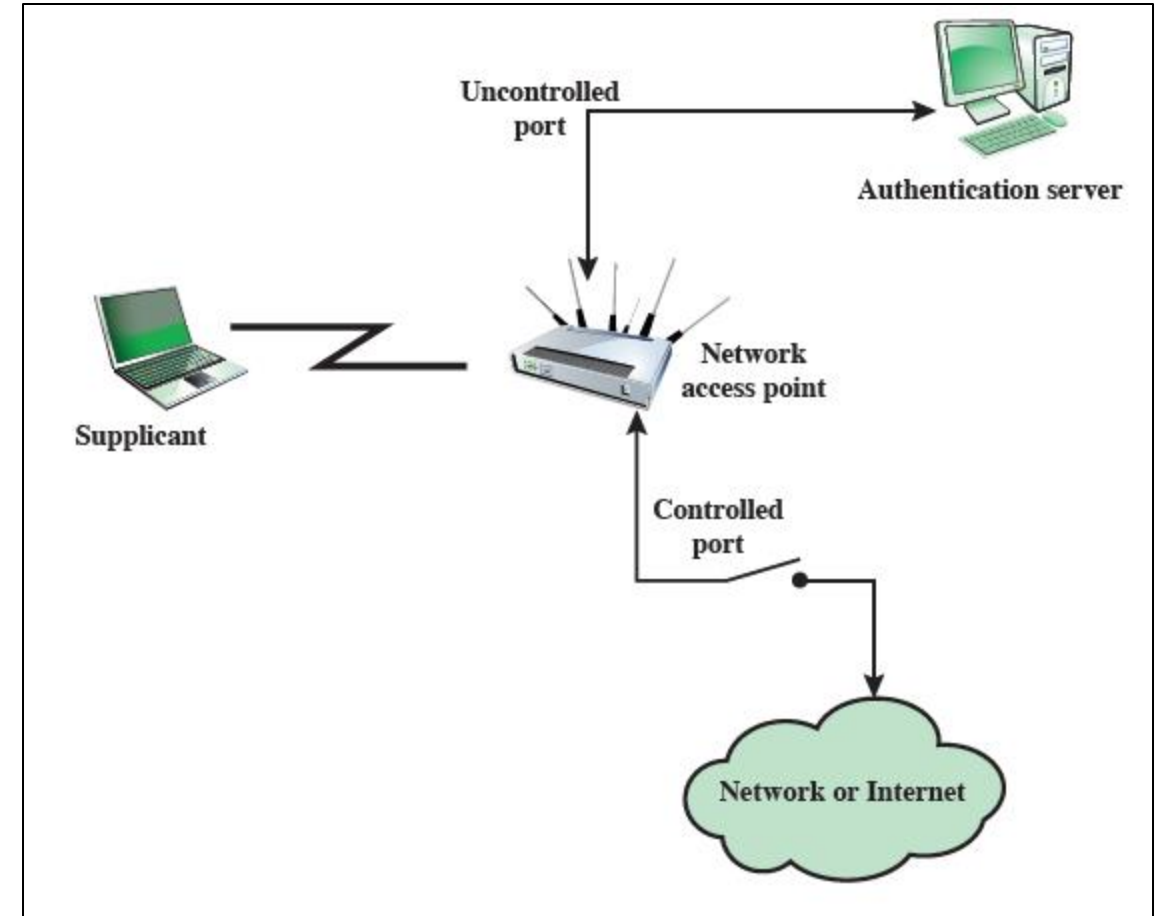 Uncontrolled
port
Authentication server
Network
access point
Supplicant
Controlled
port
Network or Internet